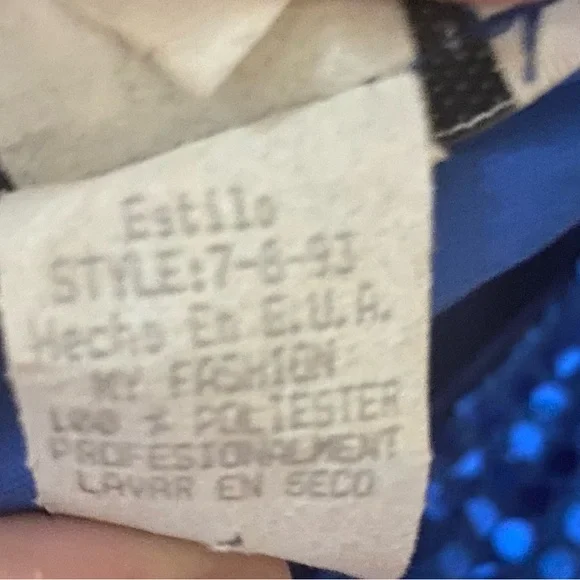 Estilo
STYLE:7-8-93
Hecho En E.U.A.
MY FASHION
100 % POLIESTER
PROFESIONALMENT
LAVAR EN SECO